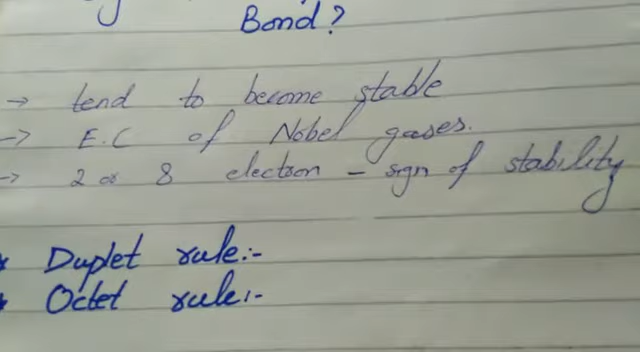 Bond?
→ tend to become stable
→ E.C of Nobel gases.
→ 2 or 8 electron - sign of stability
* Duplet rule:-
* Octet rule:-